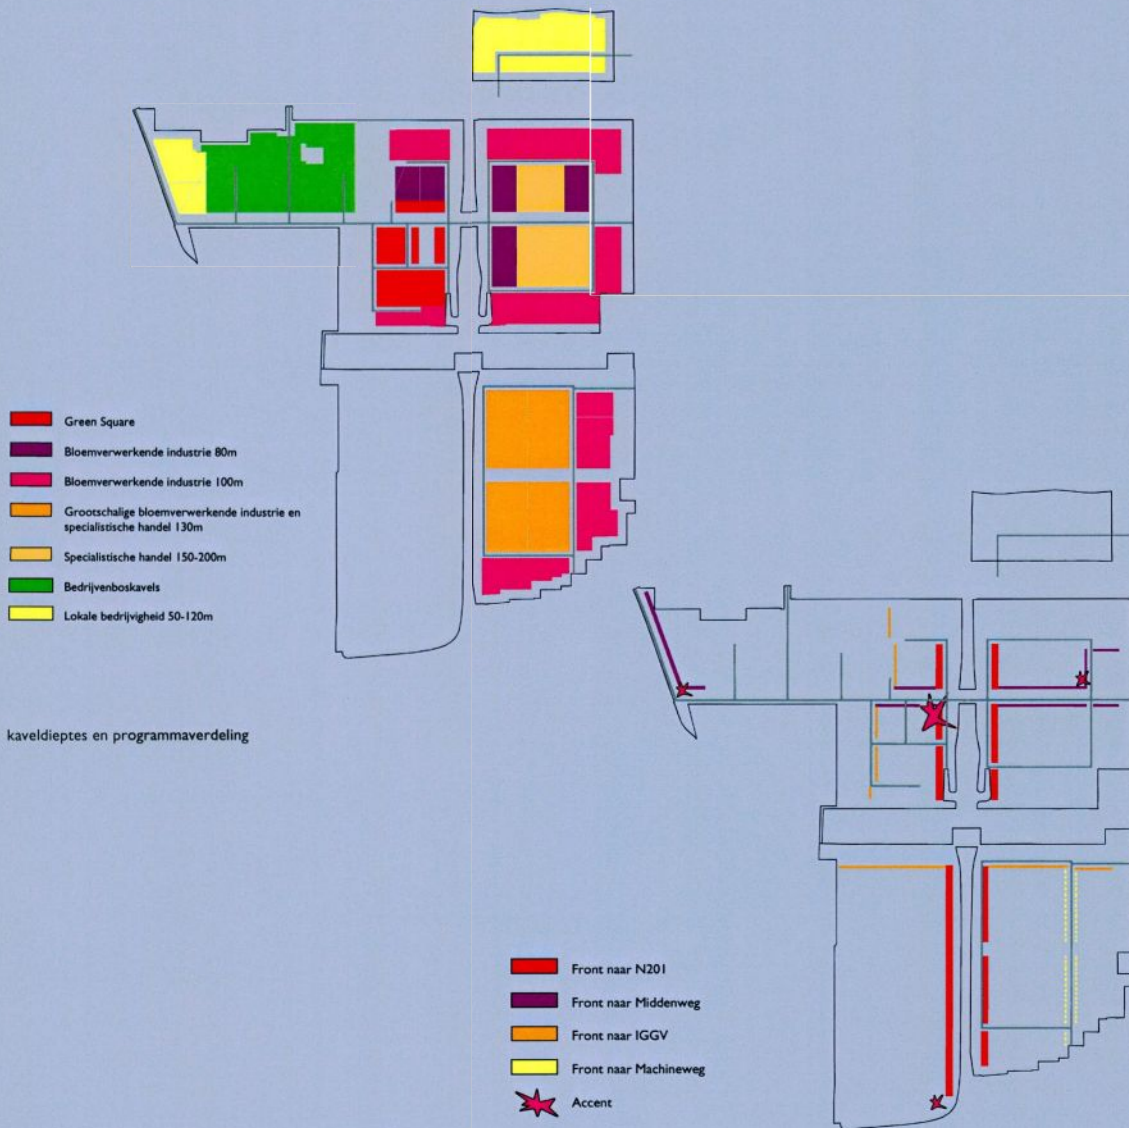 Green Square
Bloemverwerkende industrie 80m
Bloemverwerkende industrie 100m
Grootschalige bloemverwerkende industrie en
specialistische handel 130m
Specialistische handel 150-200m
Bedrijvenboskavels
Lokale bedrijvigheid 50-120m
kaveldieptes en programmaverdeling
Front naar N201
Front naar Middenweg
Front naar IGGV
Front naar Machineweg
Accent